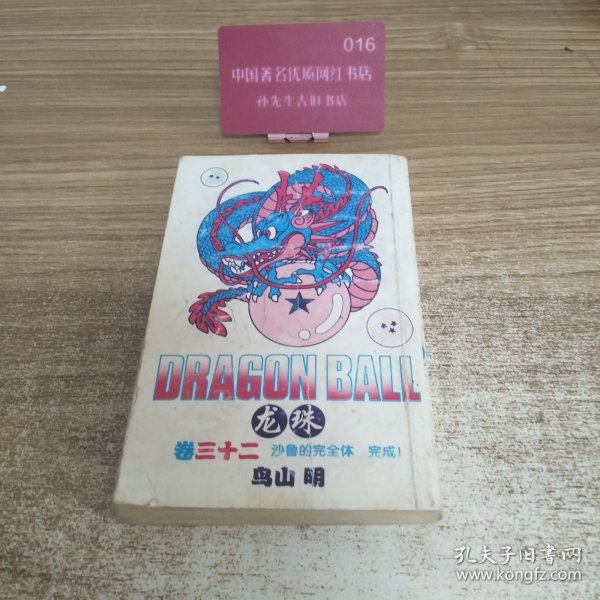 016
中国著名优质网红书店
孙先生古旧书店
DRAGON BALL
龙珠
卷三十二 沙鲁的完全体 完成!
鸟山 明
孔夫子旧书网
www.kongfz.com